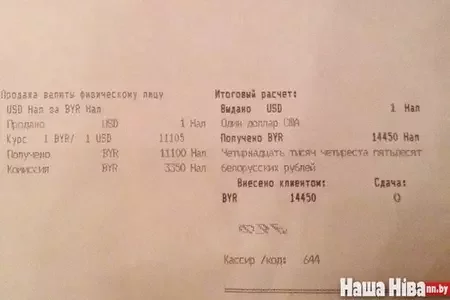 Продажа валюты физическому лицу
USD Нал за BYR Нал
Продано USD 1 Нал
Курс 1 BYR/ 1 USD 11105
Получено BYR 11100 Нал
Комиссия BYR 3350 Нал
Итоговый расчет:
Выдано USD 1 Нал
Один доллар США
Получено BYR 14450 Нал
Четырнадцать тысяч четыреста пятьдесят
белорусских рублей
Внесено клиентом: Сдача:
BYR 14450 0
Кассир /код: 644
Наша Ніва nn.by